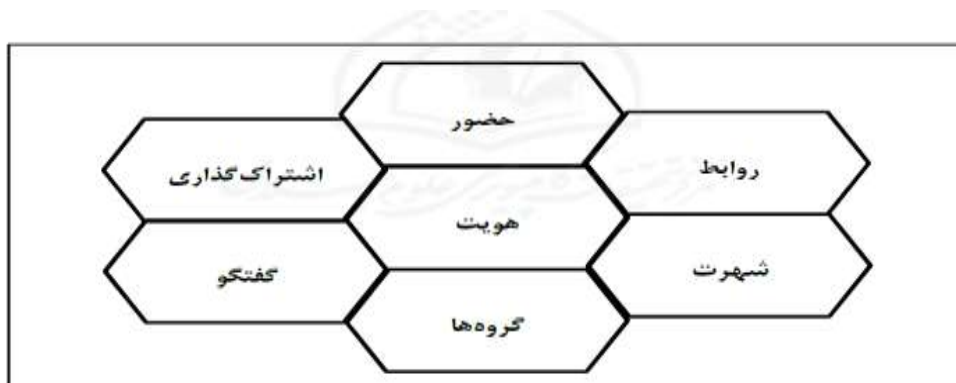 حضور
روابط
اشتراک‌گذاری
هویت
شهرت
گفتگو
گروه‌ها